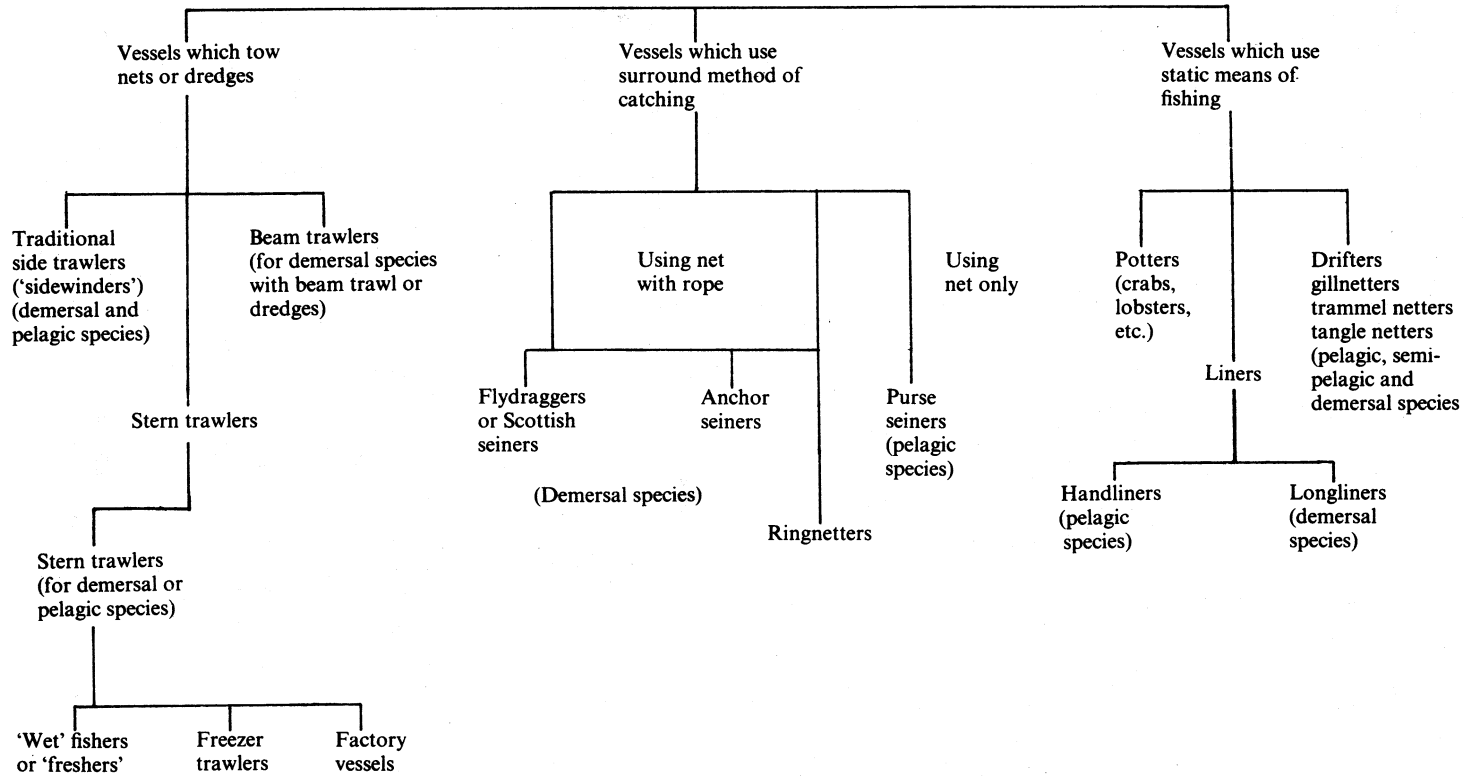 Vessels which tow
nets or dredges
Vessels which use
surround method of
catching
Vessels which use
static means of
fishing
Traditional
side trawlers
(‘sidewinders’)
(demersal and
pelagic species)
Beam trawlers
(for demersal species
with beam trawl or
dredges)
Using net
with rope
Using
net only
Potters
(crabs,
lobsters,
etc.)
Drifters
gillnetters
trammel netters
tangle netters
(pelagic, semi-
pelagic and
demersal species
Liners
Stern trawlers
Flydraggers
or Scottish
seiners
Anchor
seiners
Purse
seiners
(pelagic
species)
(Demersal species)
Ringnetters
Handliners
(pelagic
species)
Longliners
(demersal
species)
Stern trawlers
(for demersal or
pelagic species)
‘Wet’ fishers
or ‘freshers’
Freezer
trawlers
Factory
vessels